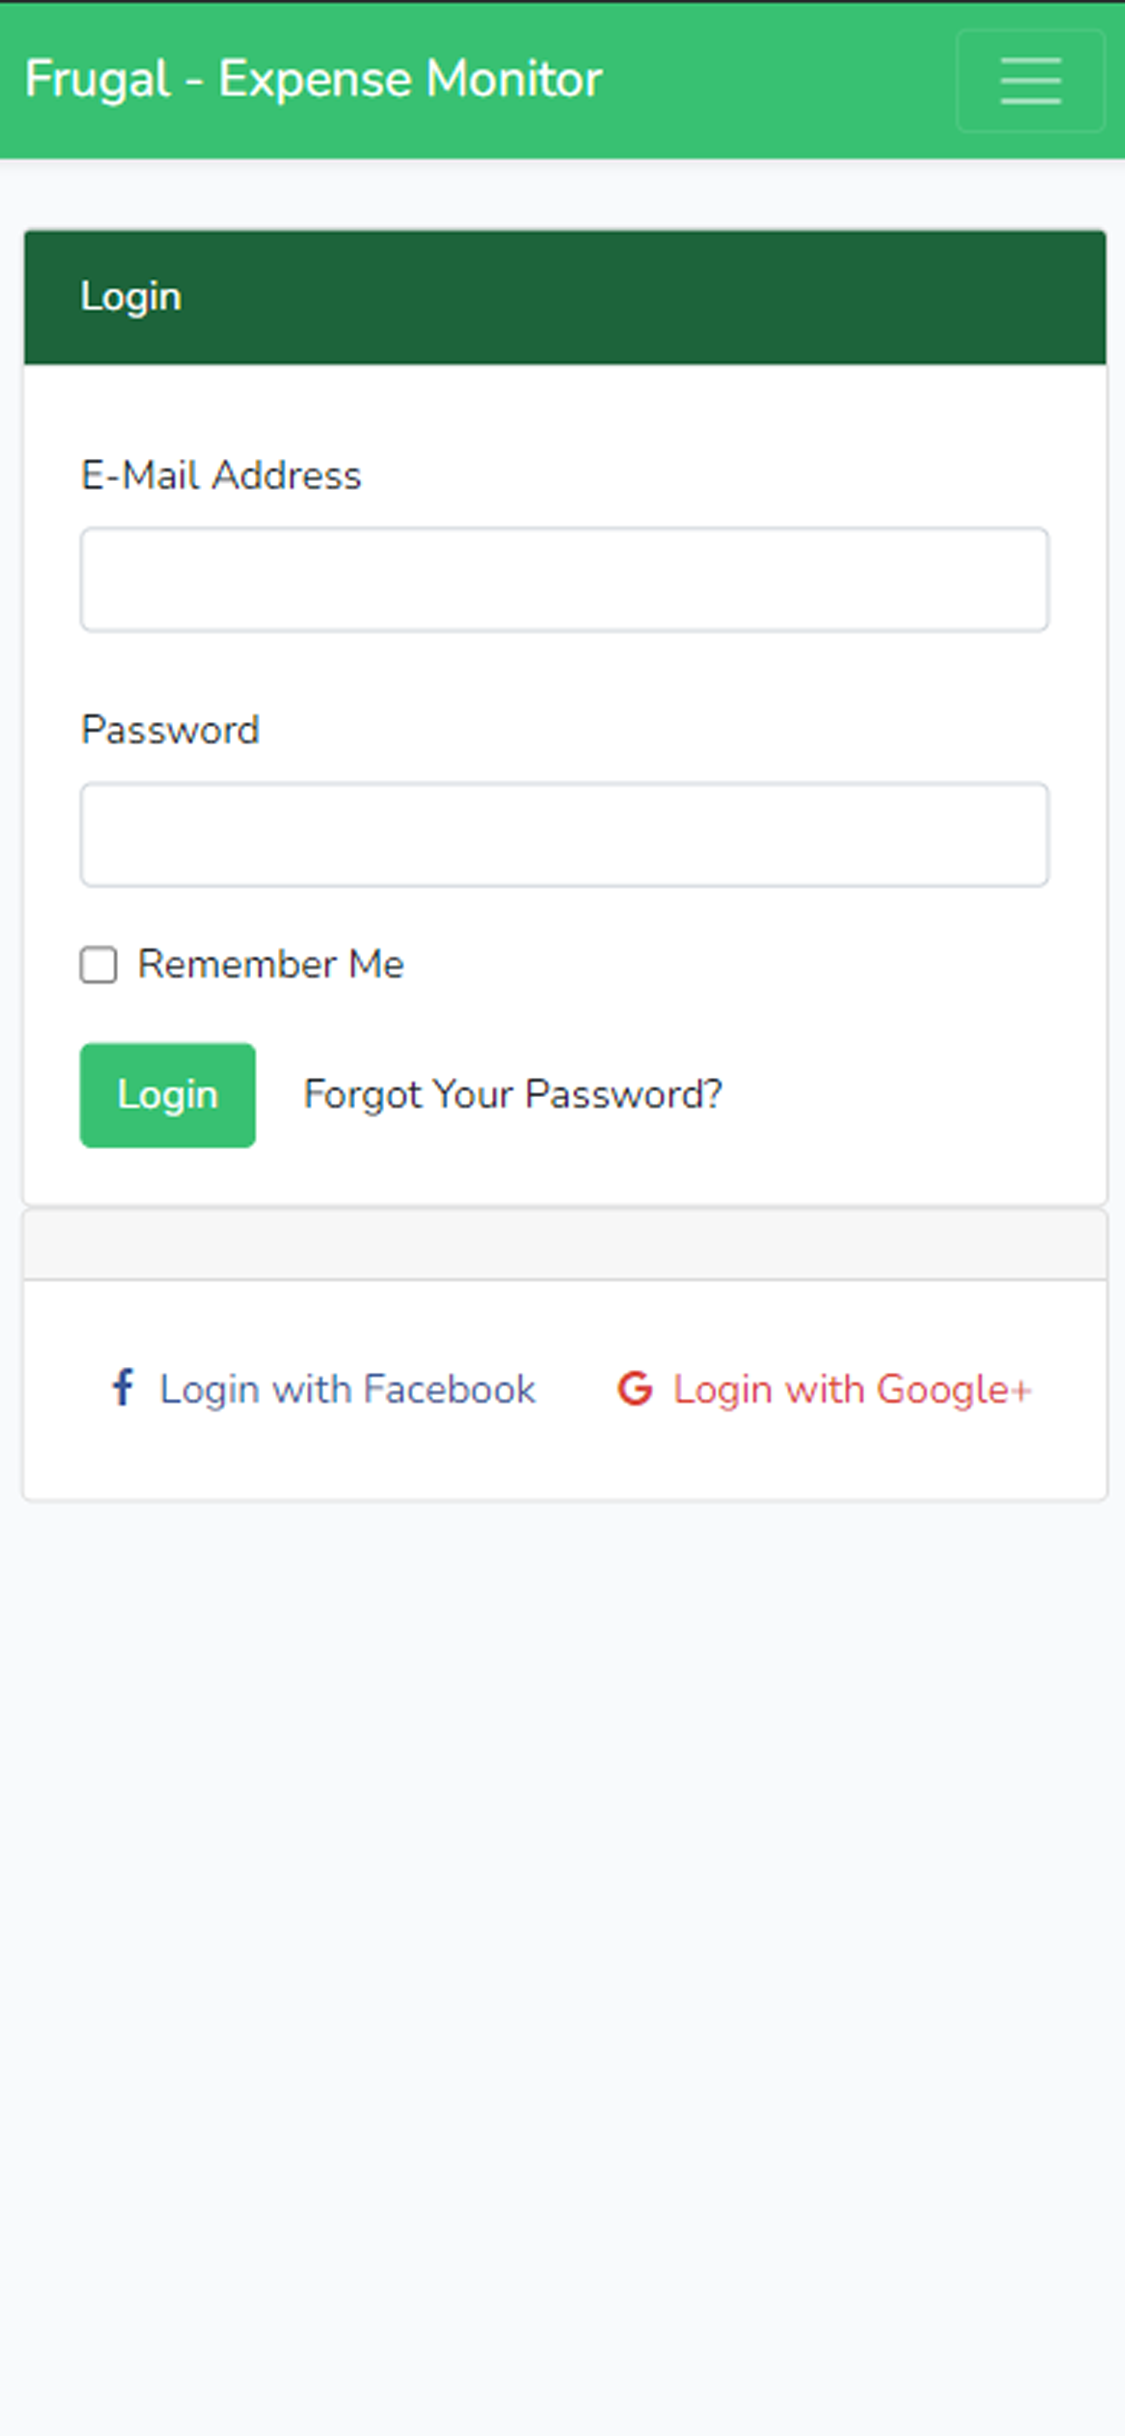 Frugal - Expense Monitor
Login
E-Mail Address
Password
Remember Me
Login Forgot Your Password?
Login with Facebook Login with Google+